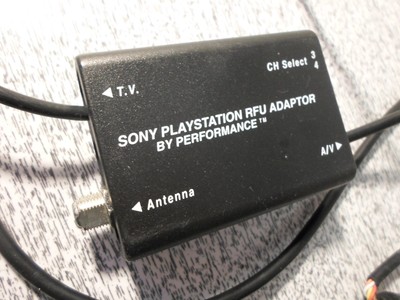 ◄ T.V.
CH Select 3
4
SONY PLAYSTATION RFU ADAPTOR
BY PERFORMANCE™
A/V ►
◄ Antenna